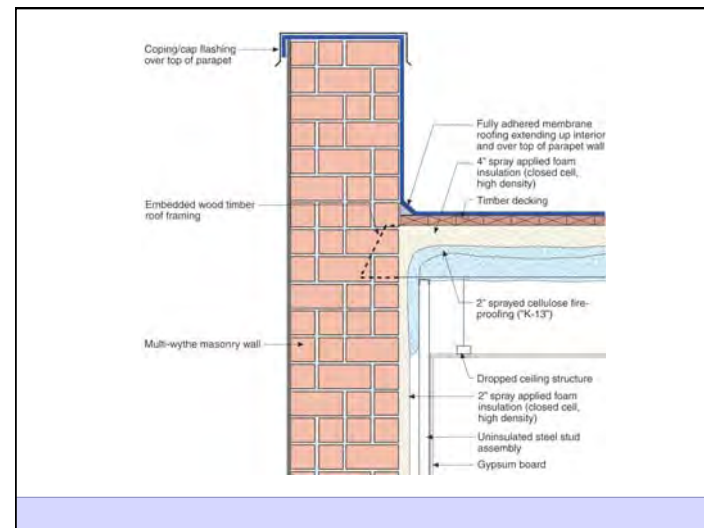 Coping/cap flashing
over top of parapet
Embedded wood timber
roof framing
Multi-wythe masonry wall
Fully adhered membrane
roofing extending up interior
and over top of parapet wall
4" spray applied foam
insulation (closed cell,
high density)
Timber decking
2" sprayed cellulose fire-
proofing ("K-13")
Dropped ceiling structure
2" spray applied foam
insulation (closed cell,
high density)
Uninsulated steel stud
assembly
Gypsum board